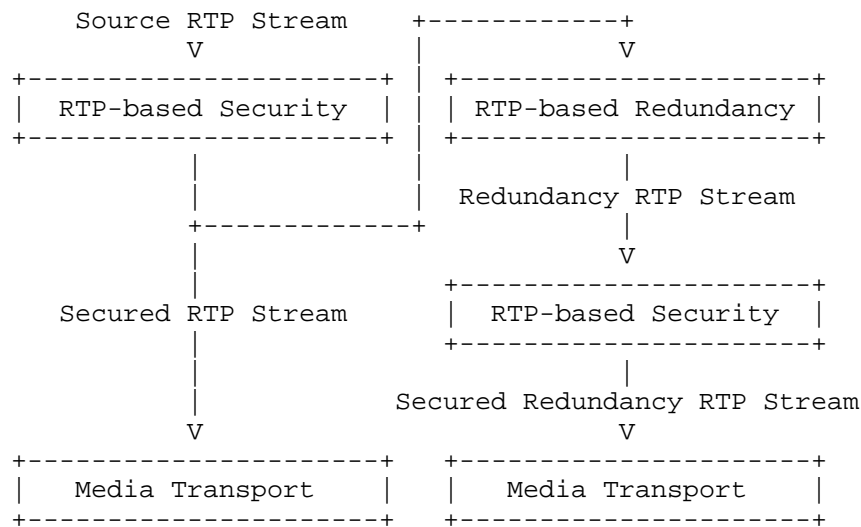 Source RTP Stream
RTP-based Security
RTP-based Redundancy
Redundancy RTP Stream
Secured RTP Stream
RTP-based Security
Secured Redundancy RTP Stream
Media Transport
Media Transport